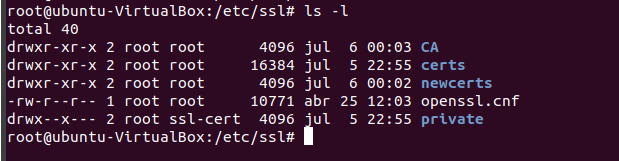 root@ubuntu-VirtualBox:/etc/ssl# ls -l
total 40
drwxr-xr-x 2 root root      4096 jul  6 00:03 CA
drwxr-xr-x 2 root root     16384 jul  5 22:55 certs
drwxr-xr-x 2 root root      4096 jul  6 00:02 newcerts
-rw-r--r-- 1 root root     10771 abr 25 12:03 openssl.cnf
drwx--x--- 2 root ssl-cert  4096 jul  5 22:55 private
root@ubuntu-VirtualBox:/etc/ssl#